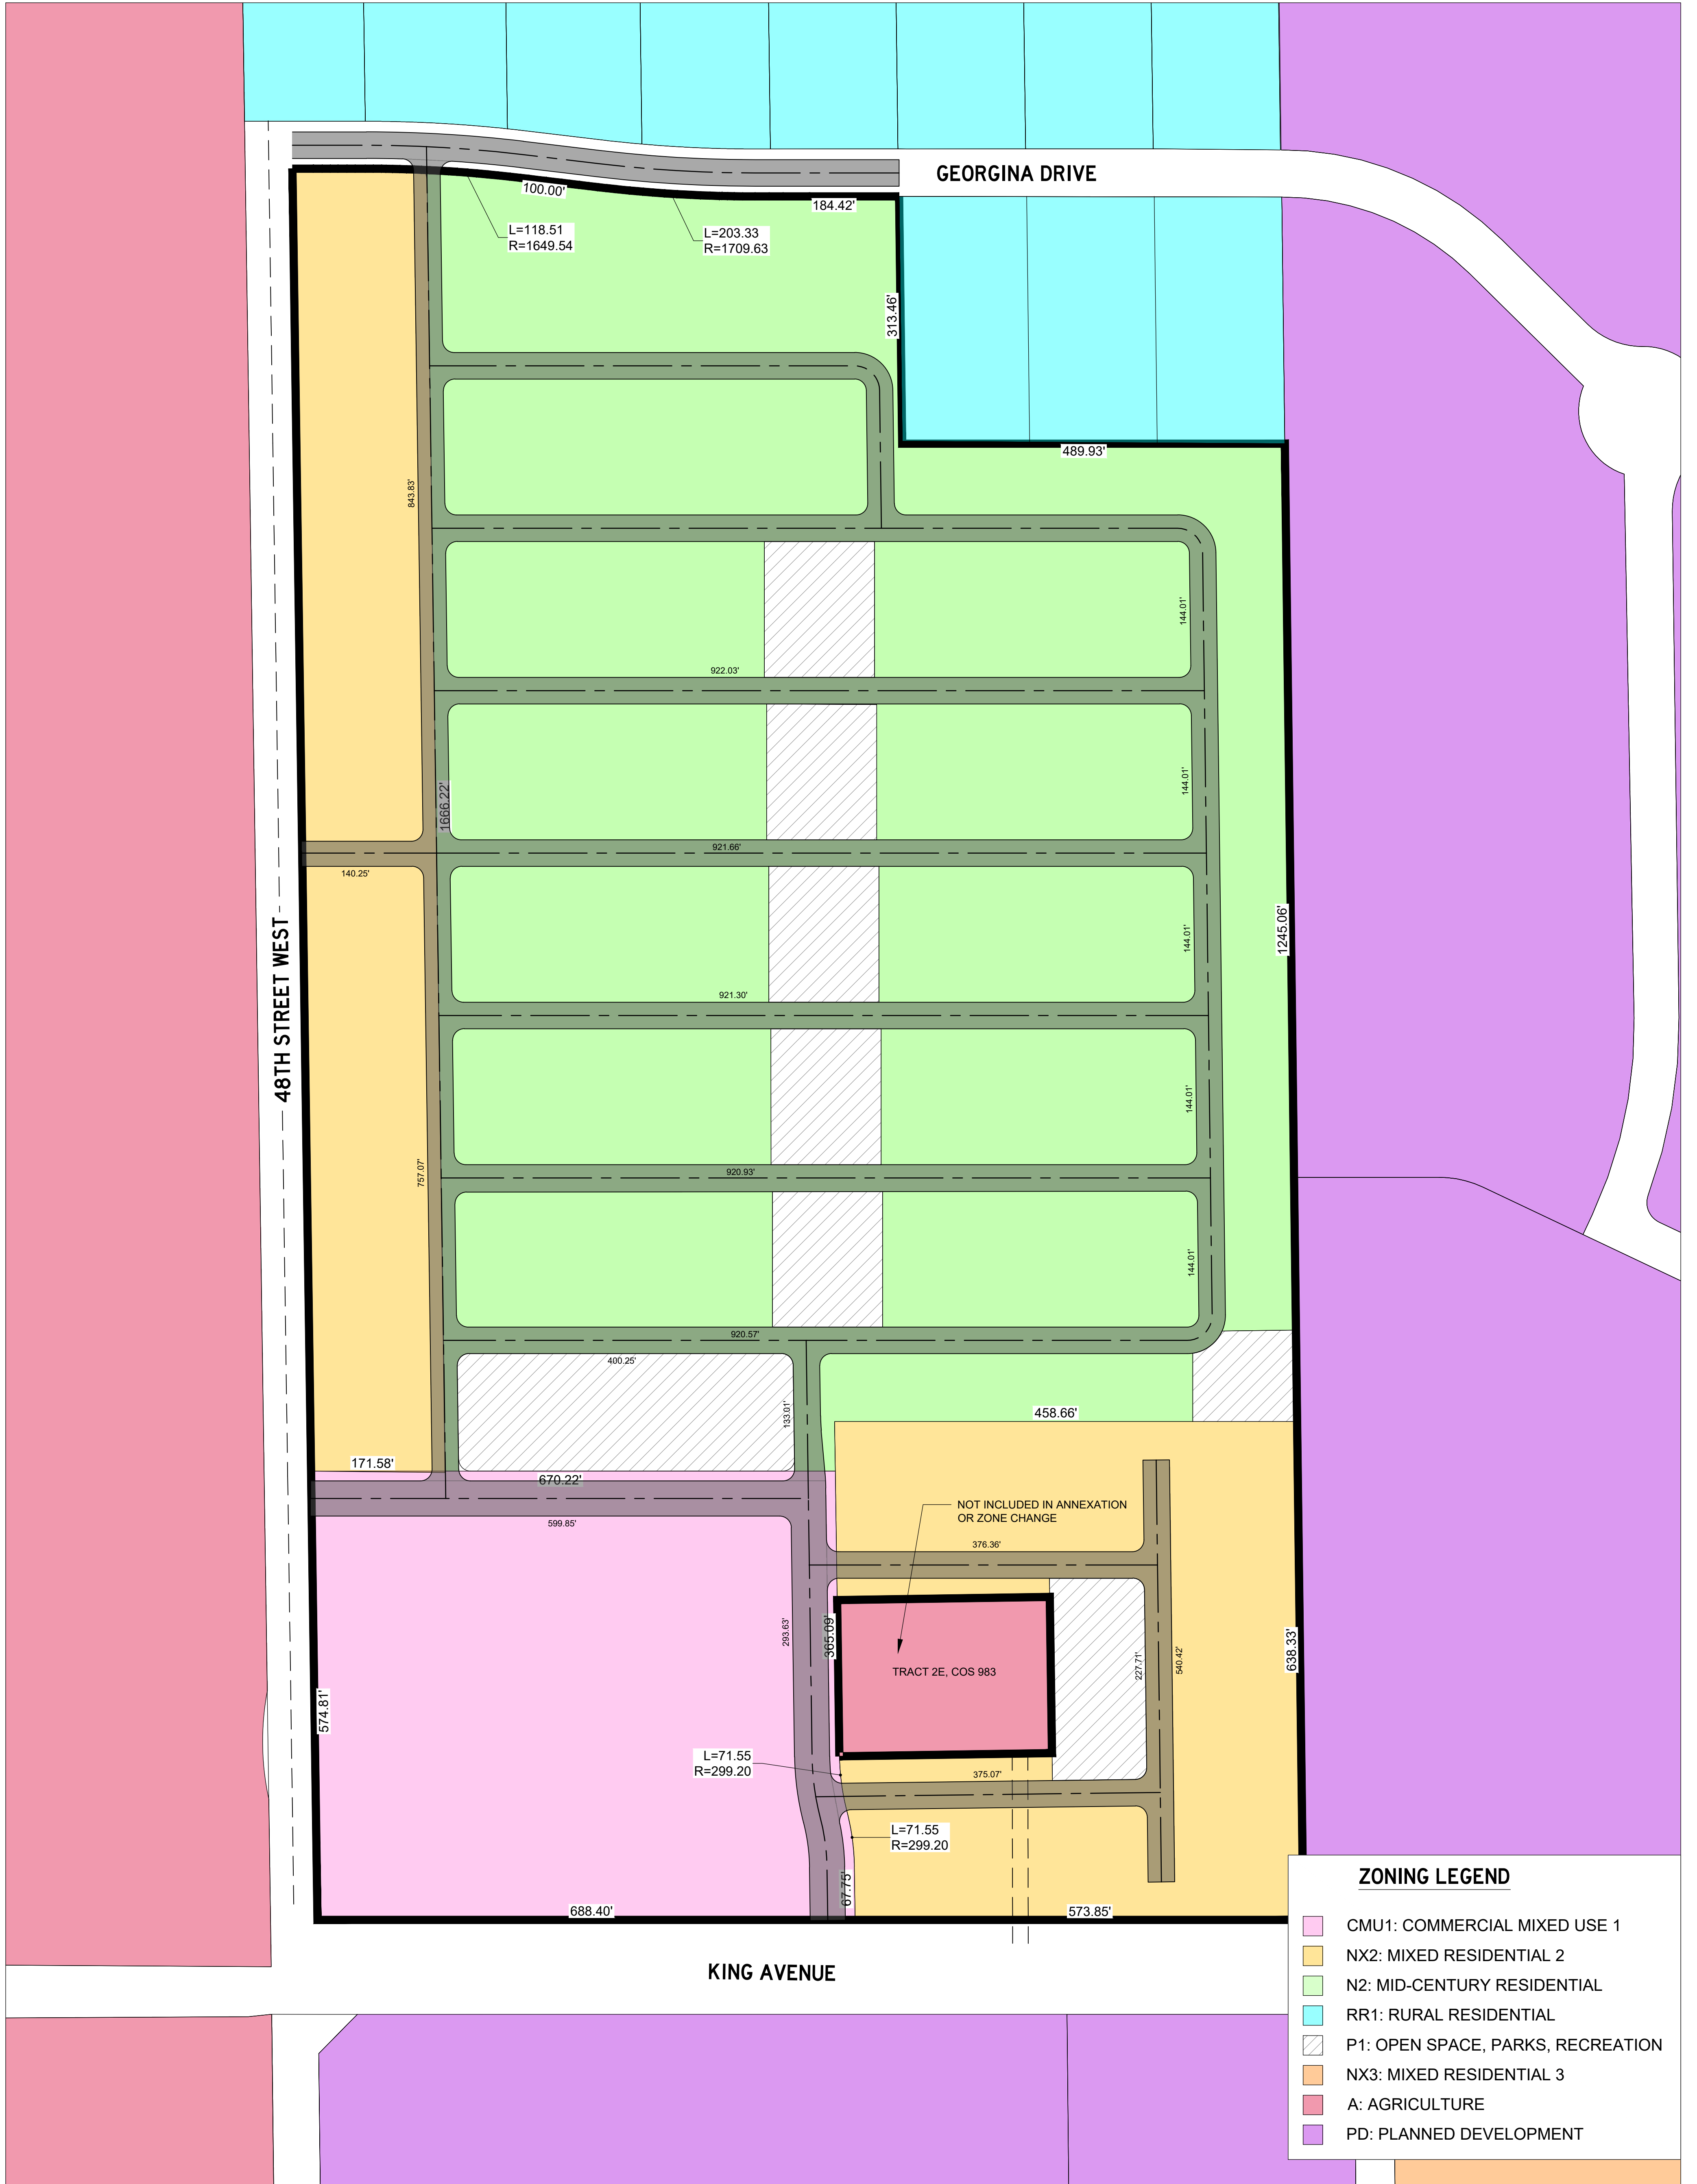 GEORGINA DRIVE
100.00'
184.42'
L=118.51
R=1649.54
L=203.33
R=1709.63
313.46'
489.93'
843.83'
144.01'
922.03'
144.01'
1666.22'
921.66'
140.25'
48TH STREET WEST
1245.06'
144.01'
921.30'
144.01'
757.07'
920.93'
144.01'
920.57'
400.25'
133.01'
458.66'
171.58'
670.22'
599.85'
NOT INCLUDED IN ANNEXATION
OR ZONE CHANGE
376.36'
293.63'
365.09'
TRACT 2E, COS 983
227.71'
540.42'
638.33'
574.81'
L=71.55
R=299.20
375.07'
L=71.55
R=299.20
67.75'
688.40'
573.85'
KING AVENUE
ZONING LEGEND
CMU1: COMMERCIAL MIXED USE 1
NX2: MIXED RESIDENTIAL 2
N2: MID-CENTURY RESIDENTIAL
RR1: RURAL RESIDENTIAL
P1: OPEN SPACE, PARKS, RECREATION
NX3: MIXED RESIDENTIAL 3
A: AGRICULTURE
PD: PLANNED DEVELOPMENT